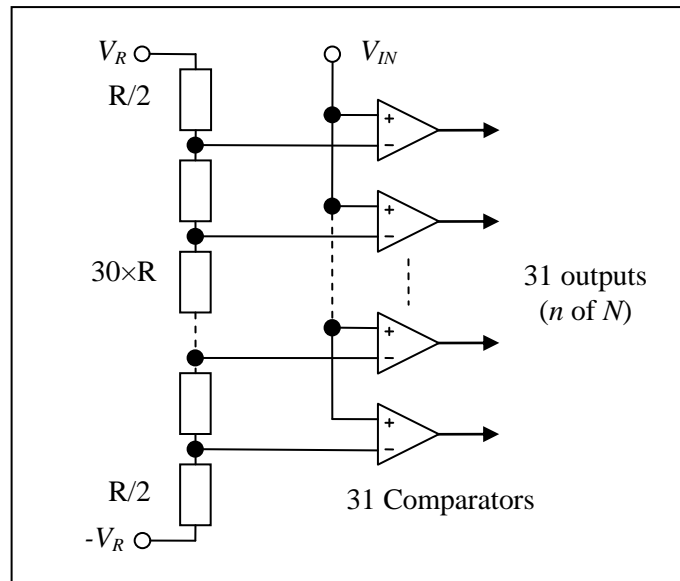 V_R
V_IN
R/2
+
−
+
−
30×R
31 outputs
(n of N)
+
−
+
−
R/2
31 Comparators
-V_R